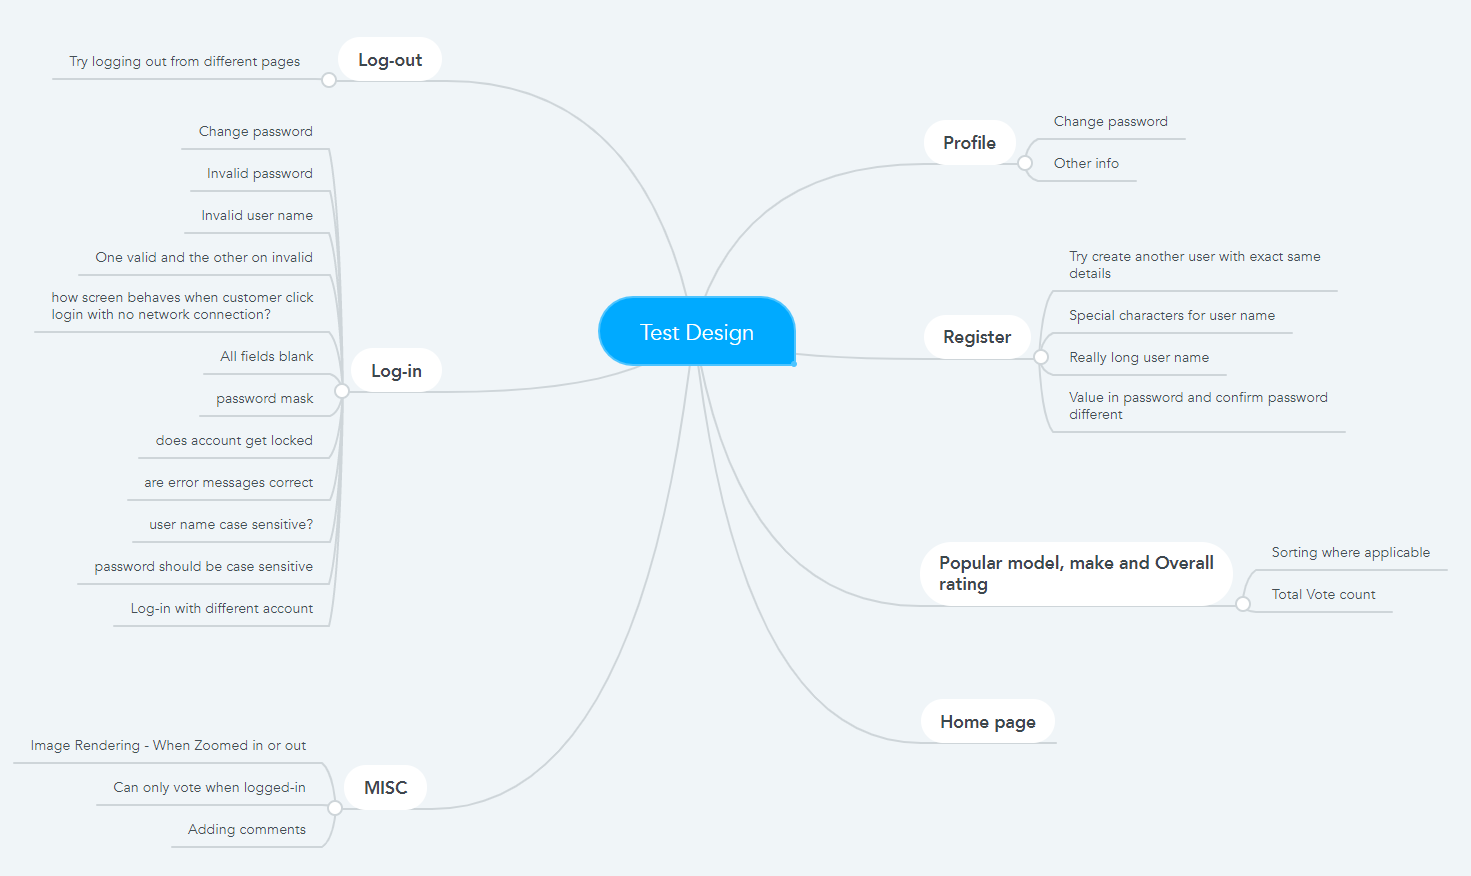 Test Design
Log-out
Try logging out from different pages
Log-in
Change password
Invalid password
Invalid user name
One valid and the other on invalid
how screen behaves when customer click
login with no network connection?
All fields blank
password mask
does account get locked
are error messages correct
user name case sensitive?
password should be case sensitive
Log-in with different account
MISC
Image Rendering - When Zoomed in or out
Can only vote when logged-in
Adding comments
Profile
Change password
Other info
Register
Try create another user with exact same
details
Special characters for user name
Really long user name
Value in password and confirm password
different
Popular model, make and Overall
rating
Sorting where applicable
Total Vote count
Home page